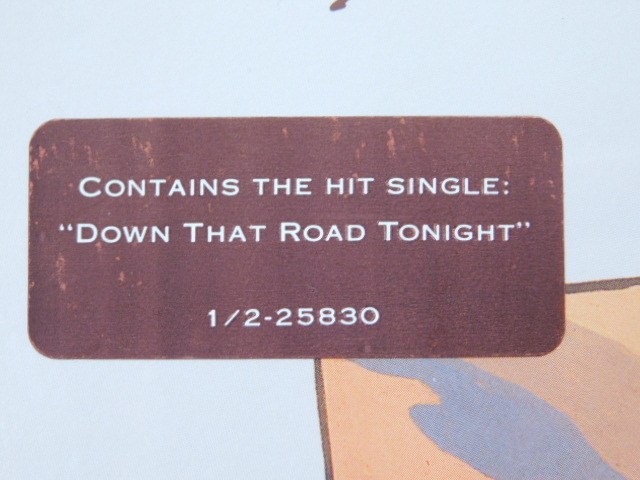 CONTAINS THE HIT SINGLE:
"DOWN THAT ROAD TONIGHT"
1/2-25830